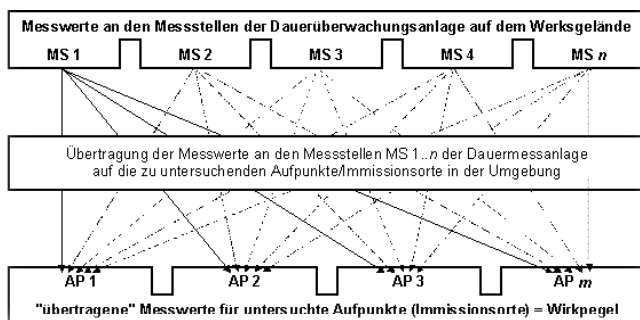 Messwerte an den Messstellen der Dauerüberwachungsanlage auf dem Werksgelände
MS 1 MS 2 MS 3 MS 4 MS n
Übertragung der Messwerte an den Messstellen MS 1..n der Dauermessanlage
auf die zu untersuchenden Aufpunkte/Immissionsorte in der Umgebung
AP 1 AP 2 AP 3 AP m
"übertragene" Messwerte für untersuchte Aufpunkte (Immissionsorte) = Wirkpegel